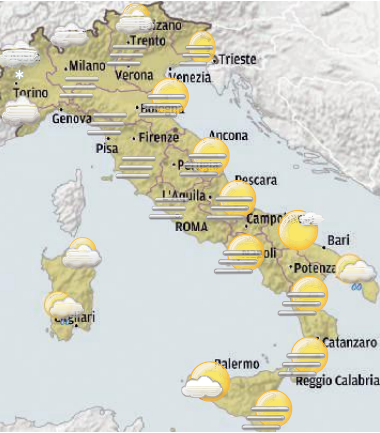 Trento
Trieste
Milano
Verona
Venezia
Torino
Genova
Firenze
Ancona
Pisa
Pescara
L'Aquila
ROMA
Bari
Potenza
Catanzaro
Palermo
Reggio Calabria